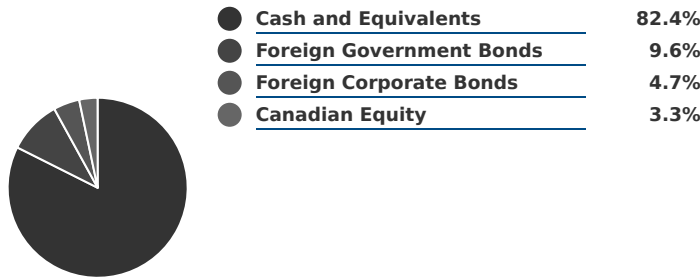 Cash and Equivalents 82.4%
Foreign Government Bonds 9.6%
Foreign Corporate Bonds 4.7%
Canadian Equity 3.3%